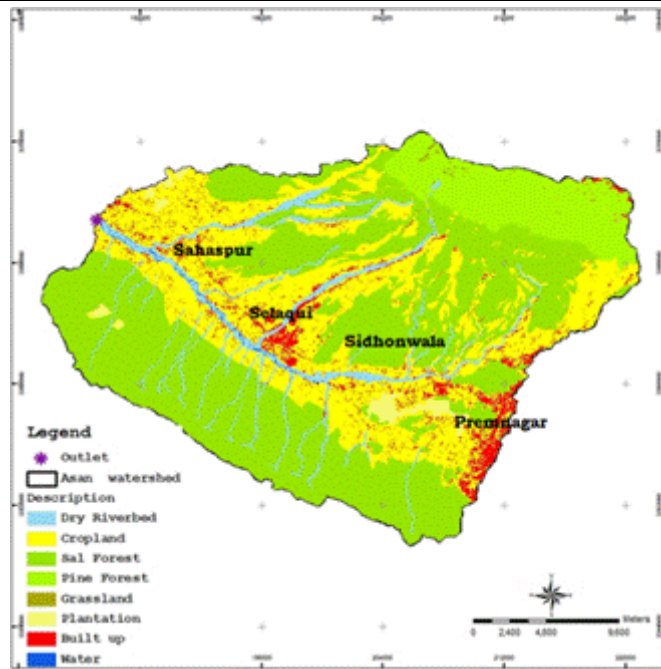 Sahaspur
Selaqui
Sidhonwala
Premnagar
Legend
Outlet
Asan watershed
Description
Dry Riverbed
Cropland
Sal Forest
Pine Forest
Grassland
Plantation
Built up
Water
Meters
0 2,400 4,800 9,600